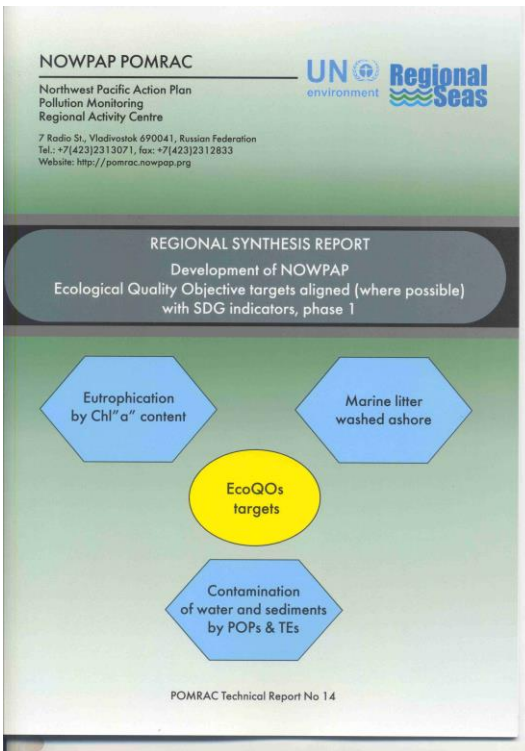 NOWPAP POMRAC
Northwest Pacific Action Plan
Pollution Monitoring
Regional Activity Centre
7 Radio St., Vladivostok 690041, Russian Federation
Tel.: +7(423)2313071, fax: +7(423)2312833
Website: http://pomrac.nowpap.prg
UN
environment
Regional
Seas
REGIONAL SYNTHESIS REPORT
Development of NOWPAP
Ecological Quality Objective targets aligned (where possible)
with SDG indicators, phase 1
Eutrophication
by Chl"a" content
Marine litter
washed ashore
EcoQOs
targets
Contamination
of water and sediments
by POPs & TEs
POMRAC Technical Report No 14